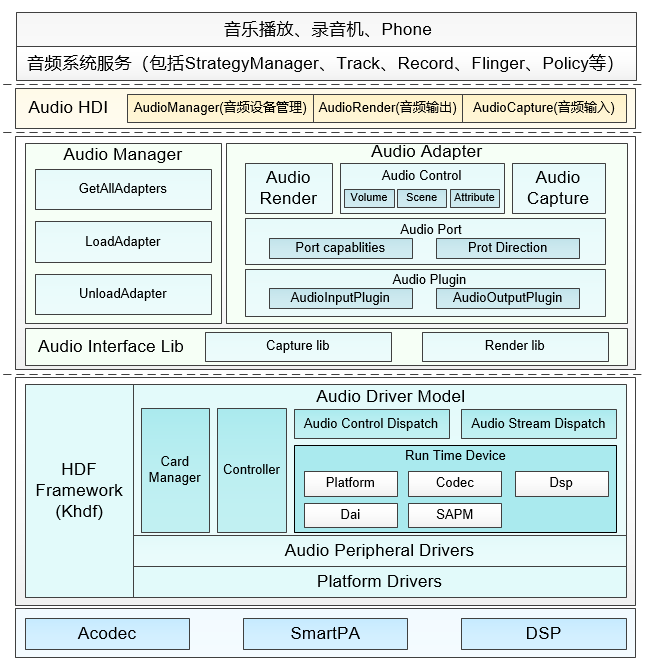 音乐播放、录音机、Phone
音频系统服务（包括StrategyManager、Track、Record、Flinger、Policy等）
Audio HDI
AudioManager(音频设备管理)
AudioRender(音频输出)
AudioCapture(音频输入)
Audio Manager
GetAllAdapters
LoadAdapter
UnloadAdapter
Audio Adapter
Audio
Render
Audio Control
Volume
Scene
Attribute
Audio
Capture
Audio Port
Port capablities
Prot Direction
Audio Plugin
AudioInputPlugin
AudioOutputPlugin
Audio Interface Lib
Capture lib
Render lib
HDF
Framework
(Khdf)
Audio Driver Model
Card
Manager
Controller
Audio Control Dispatch
Audio Stream Dispatch
Run Time Device
Platform
Codec
Dsp
Dai
SAPM
Audio Peripheral Drivers
Platform Drivers
Acodec
SmartPA
DSP